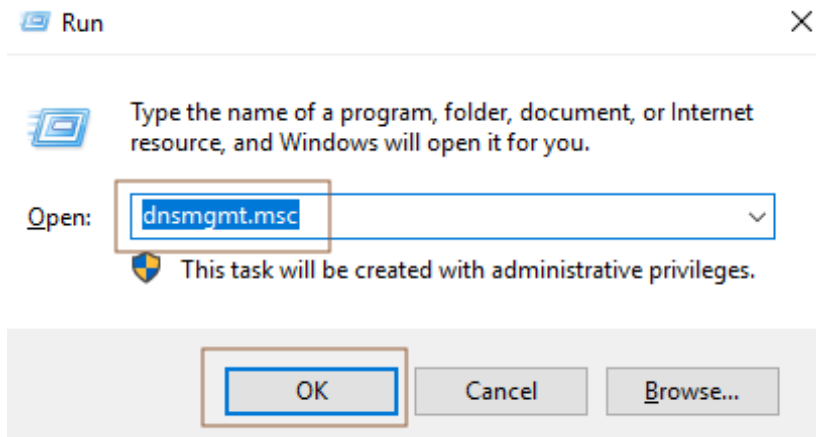 Run
Type the name of a program, folder, document, or Internet
resource, and Windows will open it for you.
Open: dnsmgmt.msc
This task will be created with administrative privileges.
OK Cancel Browse...